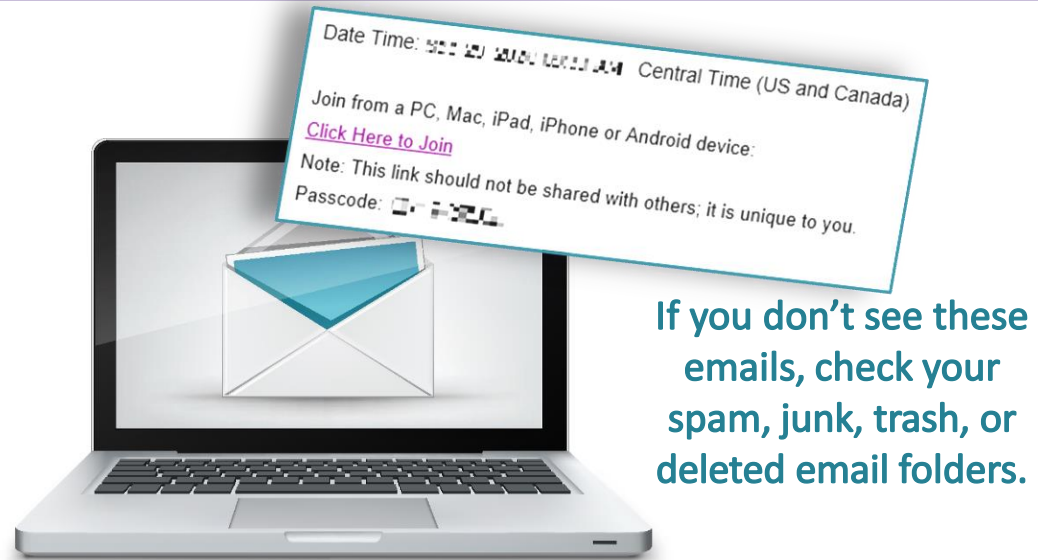 Date Time: Central Time (US and Canada)
Join from a PC, Mac, iPad, iPhone or Android device:
Click Here to Join
Note: This link should not be shared with others; it is unique to you.
Passcode:
If you don’t see these
emails, check your
spam, junk, trash, or
deleted email folders.